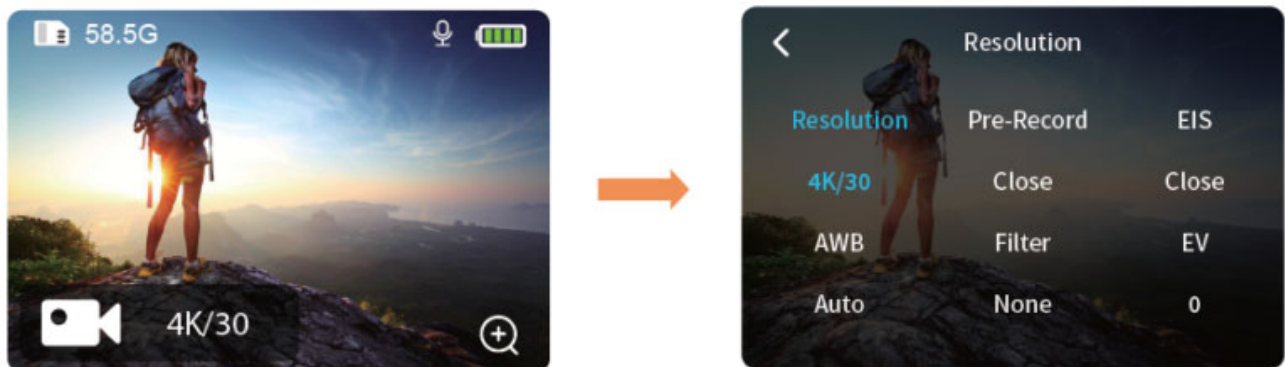 58.5G
4K/30
Resolution
Resolution Pre-Record EIS
4K/30 Close Close
AWB Filter EV
Auto None 0